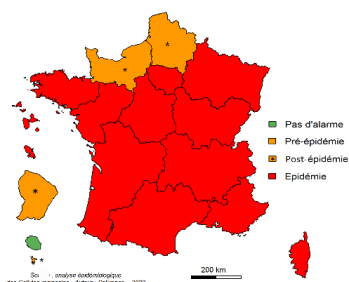 Pas d'alarme
Pré-épidémie
Post-épidémie
Epidémie
200 km
analyse épidémiologique